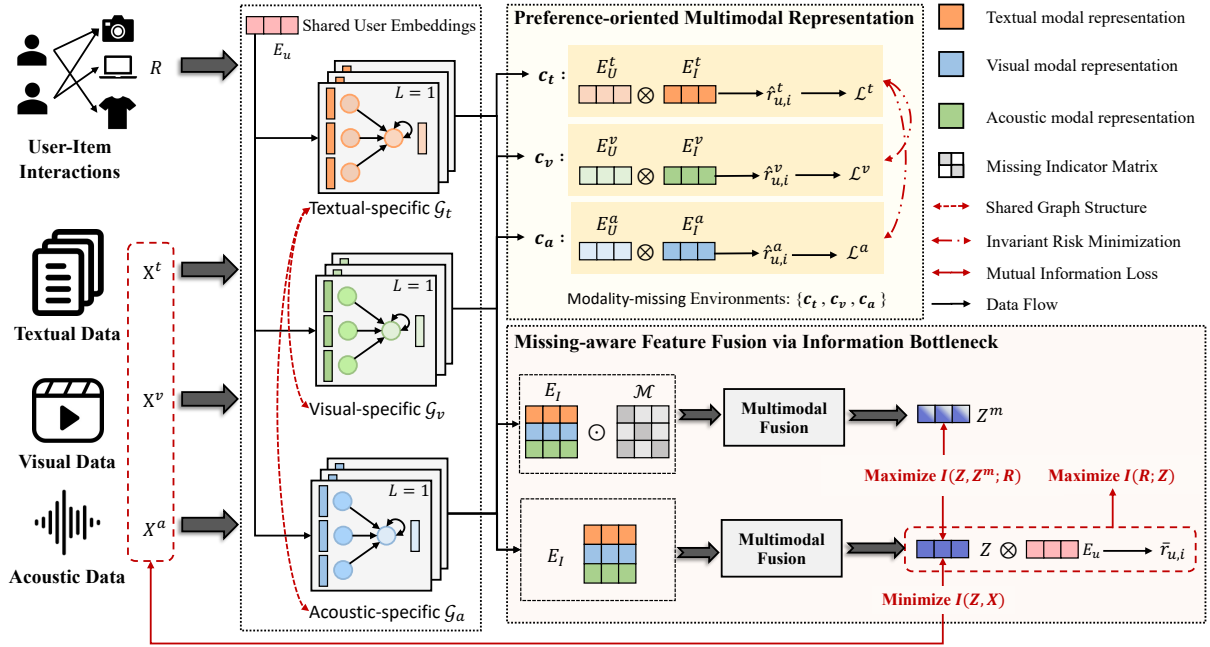 R
User-Item
Interactions
X^t
Textual Data
X^v
Visual Data
X^a
Acoustic Data
Shared User Embeddings
E_u
L = 1
Textual-specific 𝒢_t
L = 1
Visual-specific 𝒢_v
L = 1
Acoustic-specific 𝒢_a
Preference-oriented Multimodal Representation
c_t : E_U^t ⊗ E_I^t r̂_{u,i}^t ℒ^t
c_v : E_U^v ⊗ E_I^v r̂_{u,i}^v ℒ^v
c_a : E_U^a ⊗ E_I^a r̂_{u,i}^a ℒ^a
Modality-missing Environments: {c_t , c_v , c_a }
Textual modal representation
Visual modal representation
Acoustic modal representation
Missing Indicator Matrix
Shared Graph Structure
Invariant Risk Minimization
Mutual Information Loss
Data Flow
Missing-aware Feature Fusion via Information Bottleneck
E_I ⊙ ℳ
Multimodal
Fusion
Z^m
Maximize I(Z, Z^m; R)
Maximize I(R; Z)
E_I
Multimodal
Fusion
Z ⊗ E_u r̄_{u,i}
Minimize I(Z, X)